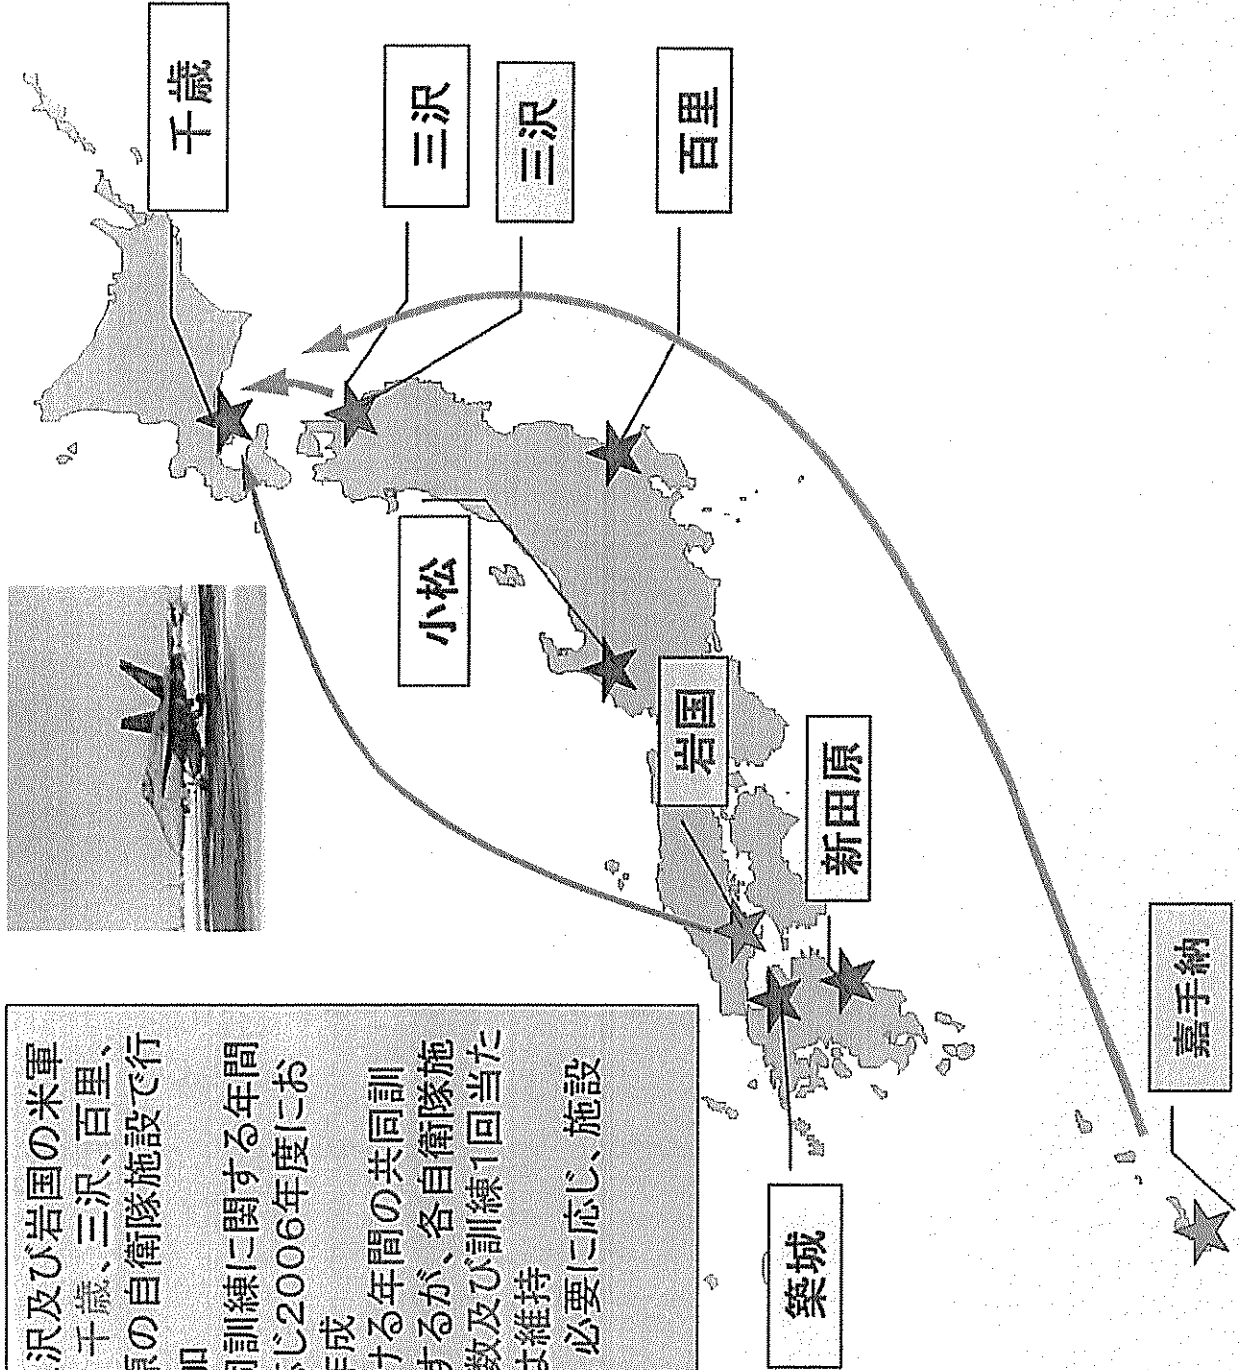 沢及び岩国の米軍
千歳、三沢、百里、
原の自衛隊施設で行
加
同訓練に関する年間
じ2006年度にお
作成
ける年間の共同訓
するが、各自衛隊施
数及び訓練1回当た
は維持
必要に応じ、施設
千歳
三沢
三沢
百里
小松
岩国
新田原
築城
嘉手納